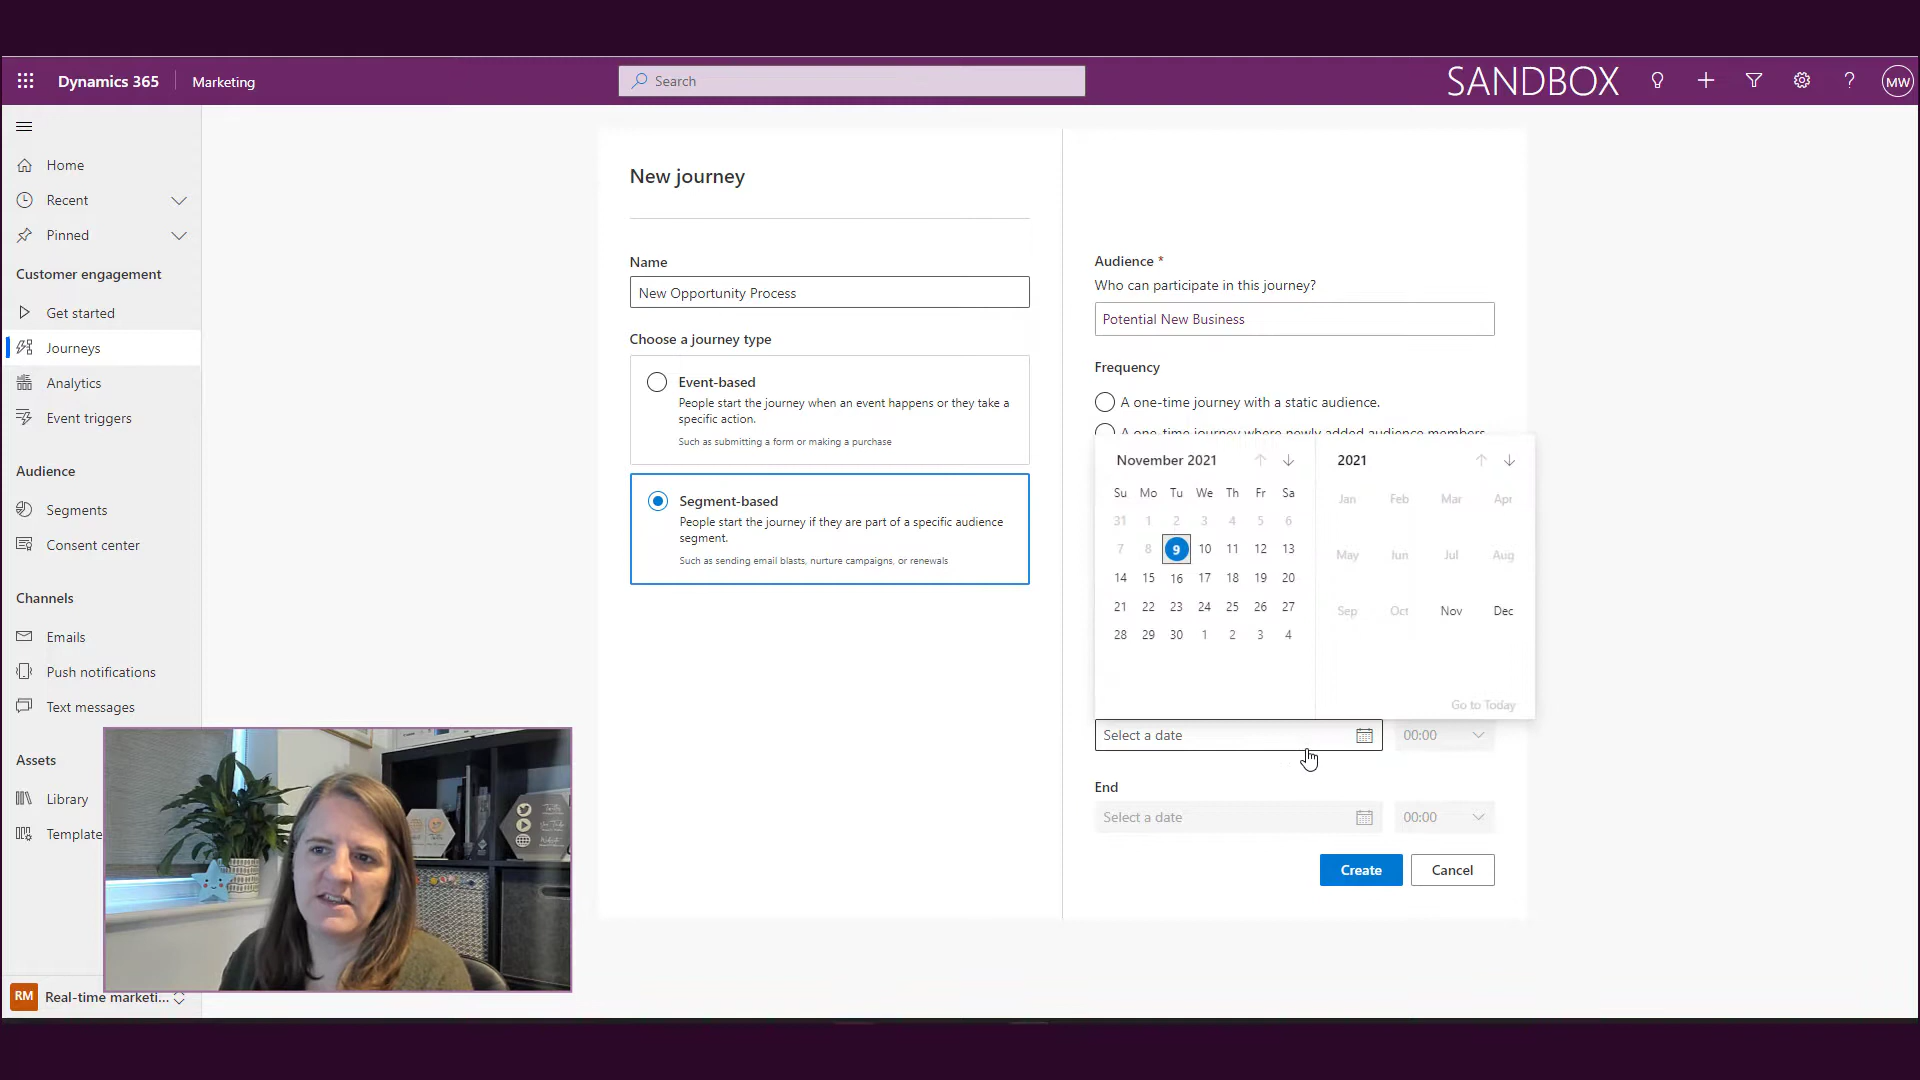 Dynamics 365
Marketing
Search
SANDBOX
MW
Home
Recent
Pinned
Customer engagement
Get started
Journeys
Analytics
Event triggers
Audience
Segments
Consent center
Channels
Emails
Push notifications
Text messages
Assets
Library
Template
RM
Real-time marketi...
New journey
Name
New Opportunity Process
Choose a journey type
Event-based
People start the journey when an event happens or they take a
specific action.
Such as submitting a form or making a purchase
Segment-based
People start the journey if they are part of a specific audience
segment.
Such as sending email blasts, nurture campaigns, or renewals
Audience *
Who can participate in this journey?
Potential New Business
Frequency
A one-time journey with a static audience.
A one-time journey where newly added audience members
November 2021
Su Mo Tu We Th Fr Sa
31 1 2 3 4 5 6
7 8 9 10 11 12 13
14 15 16 17 18 19 20
21 22 23 24 25 26 27
28 29 30 1 2 3 4
2021
Jan Feb Mar Apr
May Jun Jul Aug
Sep Oct Nov Dec
Go to Today
Select a date
00:00
End
Select a date
00:00
Create
Cancel